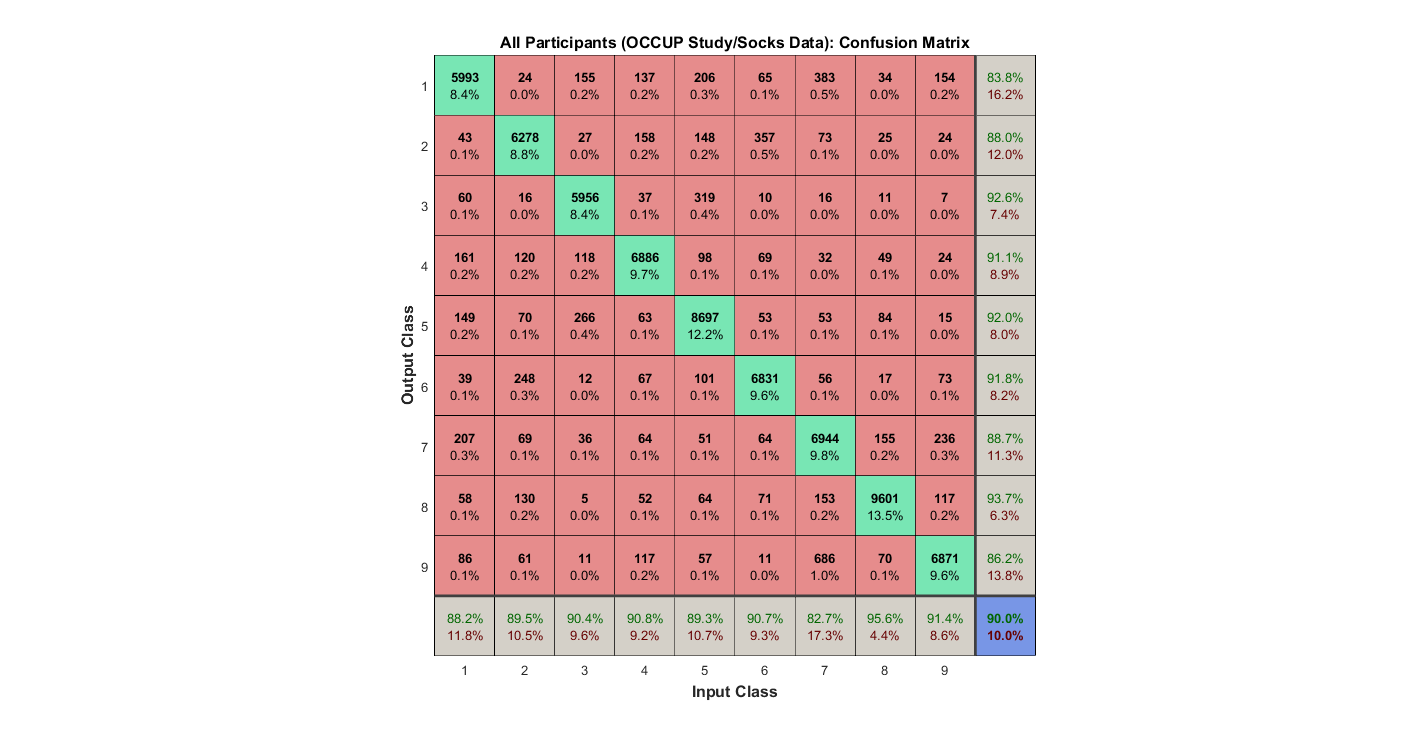 All Participants (OCCUP Study/Socks Data): Confusion Matrix
1 5993 24 155 137 206 65 383 34 154 83.8%
8.4% 0.0% 0.2% 0.2% 0.3% 0.1% 0.5% 0.0% 0.2% 16.2%
2 43 6278 27 158 148 357 73 25 24 88.0%
0.1% 8.8% 0.0% 0.2% 0.2% 0.5% 0.1% 0.0% 0.0% 12.0%
3 60 16 5956 37 319 10 16 11 7 92.6%
0.1% 0.0% 8.4% 0.1% 0.4% 0.0% 0.0% 0.0% 0.0% 7.4%
4 161 120 118 6886 98 69 32 49 24 91.1%
0.2% 0.2% 0.2% 9.7% 0.1% 0.1% 0.0% 0.1% 0.0% 8.9%
5 149 70 266 63 8697 53 53 84 15 92.0%
0.2% 0.1% 0.4% 0.1% 12.2% 0.1% 0.1% 0.1% 0.0% 8.0%
6 39 248 12 67 101 6831 56 17 73 91.8%
0.1% 0.3% 0.0% 0.1% 0.1% 9.6% 0.1% 0.0% 0.1% 8.2%
7 207 69 36 64 51 64 6944 155 236 88.7%
0.3% 0.1% 0.1% 0.1% 0.1% 0.1% 9.8% 0.2% 0.3% 11.3%
8 58 130 5 52 64 71 153 9601 117 93.7%
0.1% 0.2% 0.0% 0.1% 0.1% 0.1% 0.2% 13.5% 0.2% 6.3%
9 86 61 11 117 57 11 686 70 6871 86.2%
0.1% 0.1% 0.0% 0.2% 0.1% 0.0% 1.0% 0.1% 9.6% 13.8%
88.2% 89.5% 90.4% 90.8% 89.3% 90.7% 82.7% 95.6% 91.4% 90.0%
11.8% 10.5% 9.6% 9.2% 10.7% 9.3% 17.3% 4.4% 8.6% 10.0%
1 2 3 4 5 6 7 8 9
Input Class
Output Class